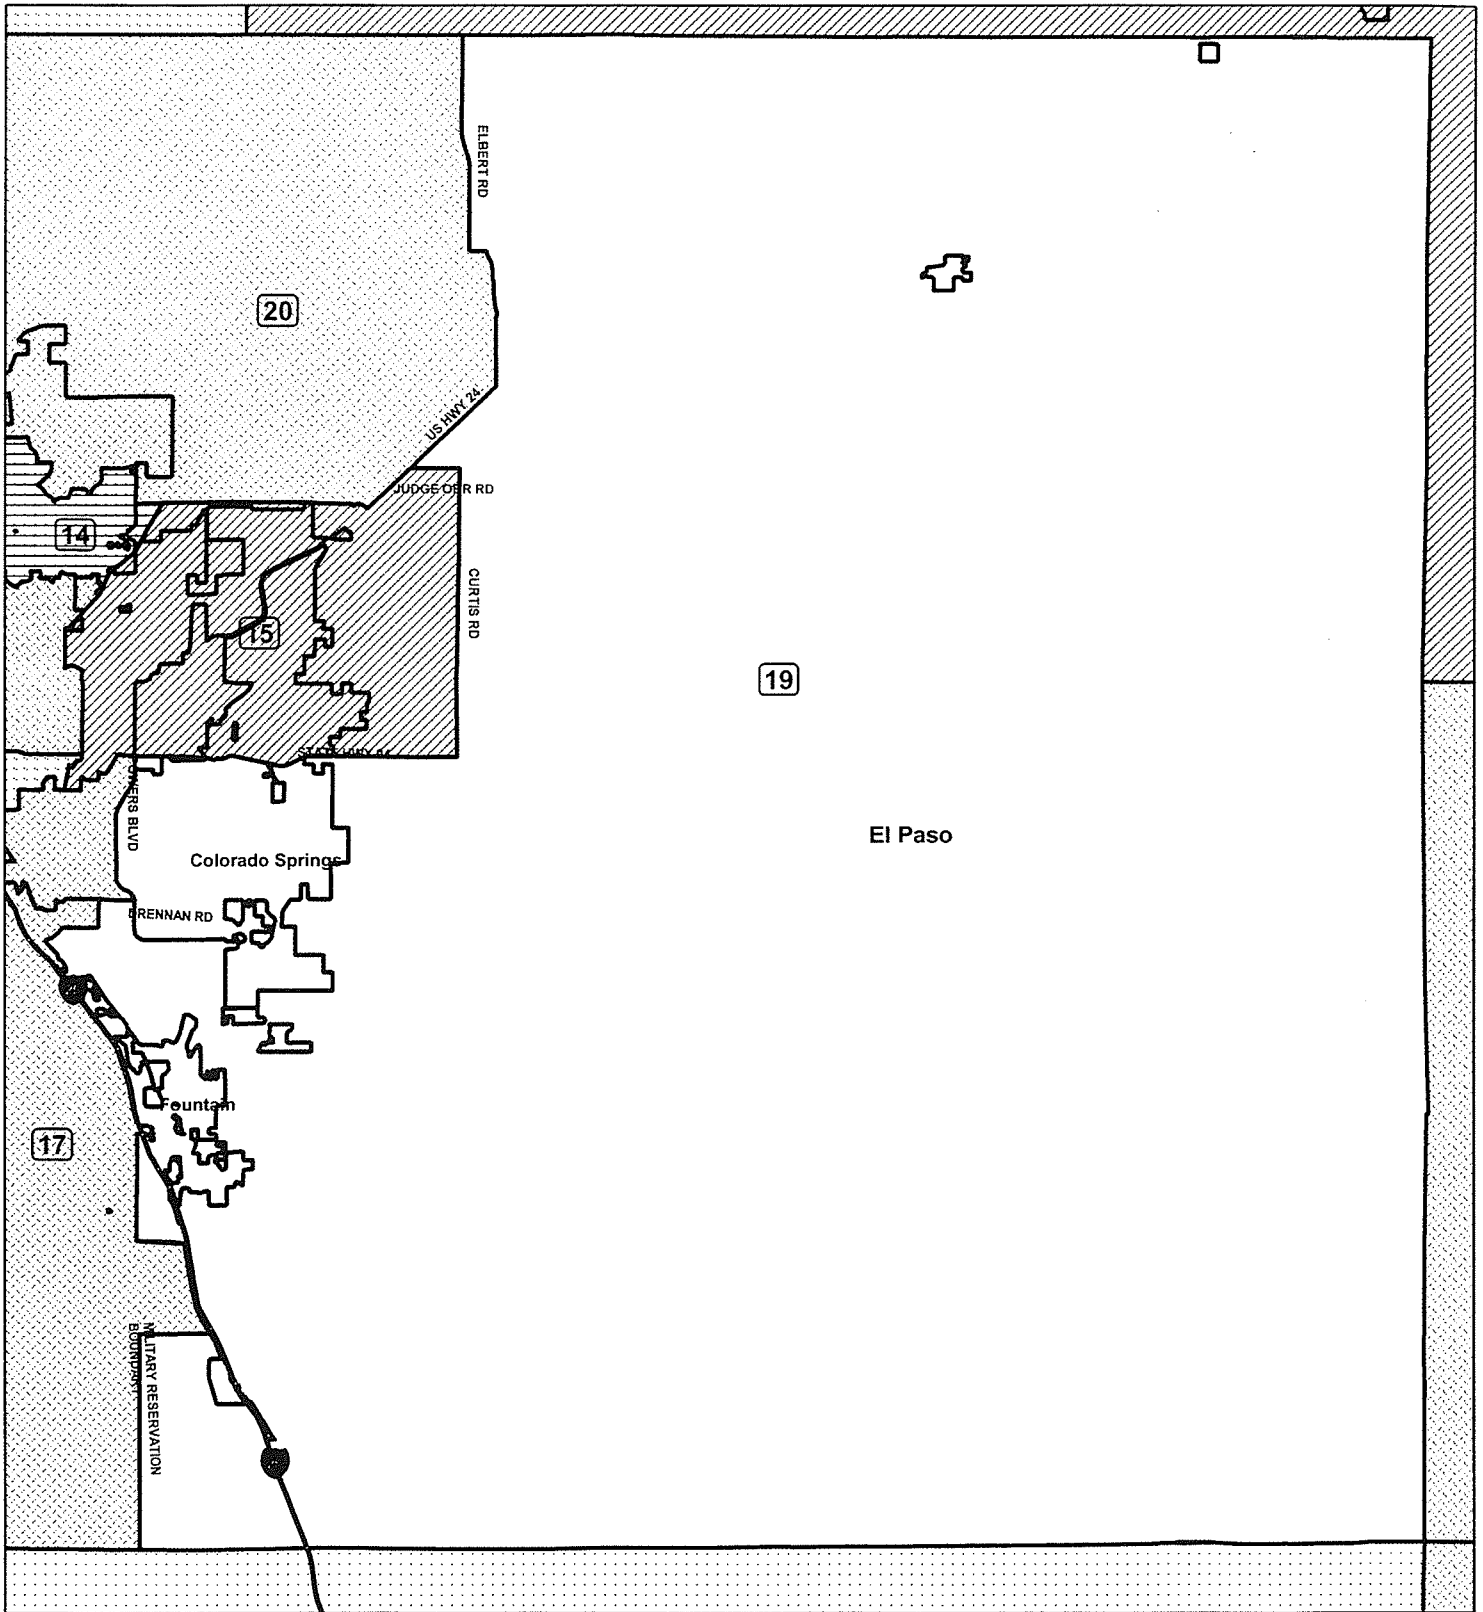 ELBERT RD
20
US HWY 24
JUDGE ORR RD
14
CURTIS RD
15
19
STATE HWY 94
El Paso
Colorado Springs
DRENNAN RD
Fountain
17
MILITARY RESERVATION
BOUNDARY